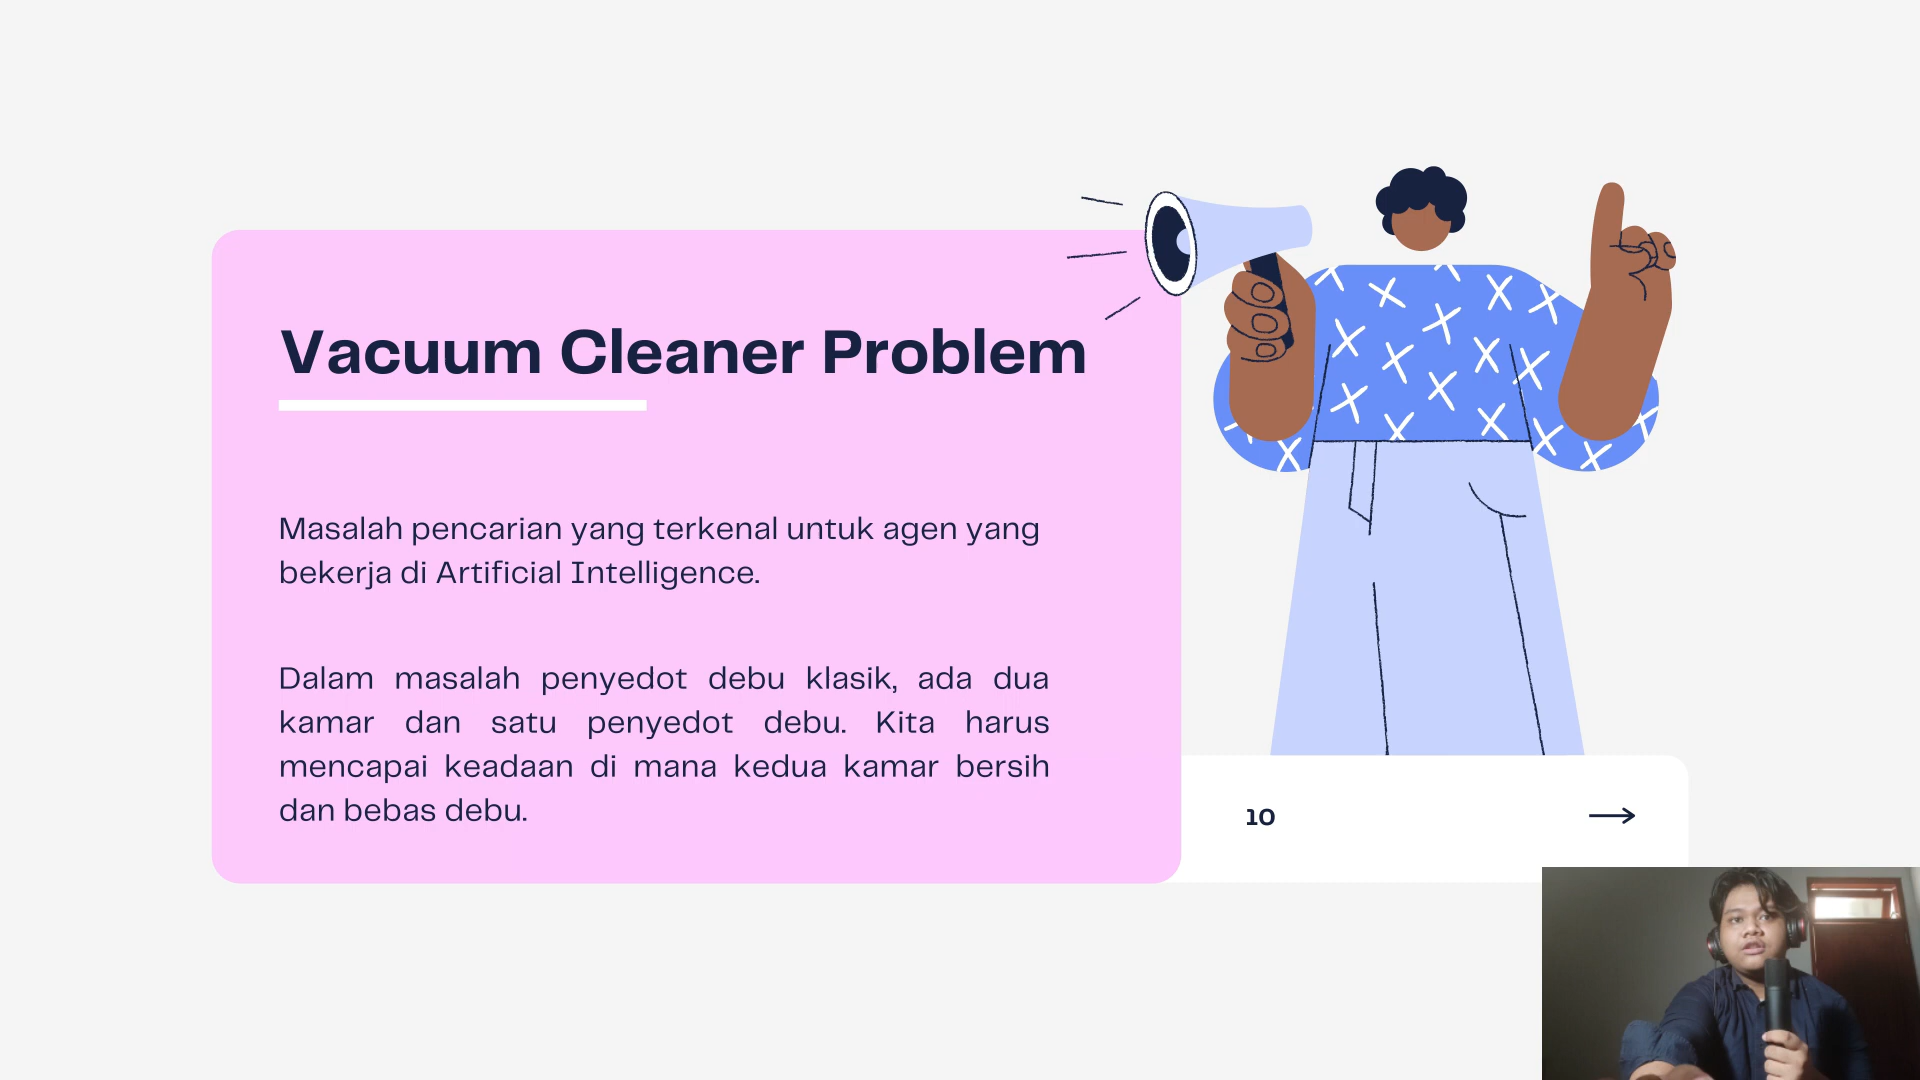 Vacuum Cleaner Problem
Masalah pencarian yang terkenal untuk agen yang
bekerja di Artificial Intelligence.
Dalam masalah penyedot debu klasik, ada dua
kamar dan satu penyedot debu. Kita harus
mencapai keadaan di mana kedua kamar bersih
dan bebas debu.
10